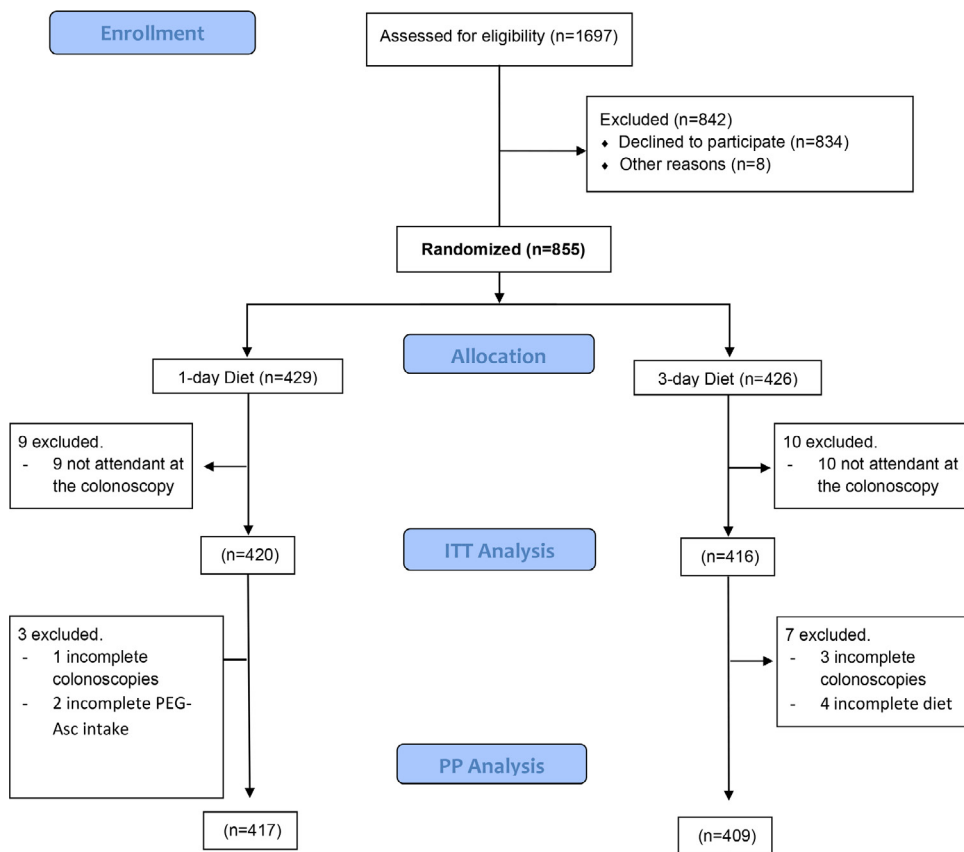 Enrollment
Assessed for eligibility (n=1697)
Excluded (n=842)
♦ Declined to participate (n=834)
♦ Other reasons (n=8)
Randomized (n=855)
Allocation
1-day Diet (n=429)
3-day Diet (n=426)
9 excluded.
- 9 not attendant at
the colonoscopy
10 excluded.
- 10 not attendant at
the colonoscopy
ITT Analysis
(n=420)
(n=416)
3 excluded.
- 1 incomplete
colonoscopies
- 2 incomplete PEG-
Asc intake
7 excluded.
- 3 incomplete
colonoscopies
- 4 incomplete diet
PP Analysis
(n=417)
(n=409)